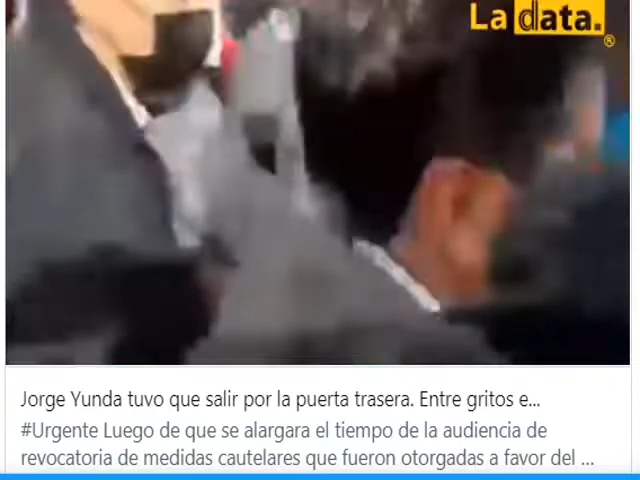 La data.®
Jorge Yunda tuvo que salir por la puerta trasera. Entre gritos e...
#Urgente Luego de que se alargara el tiempo de la audiencia de
revocatoria de medidas cautelares que fueron otorgadas a favor del ...